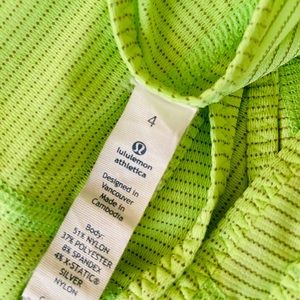 4
lululemon
athletica
Designed in
Vancouver
Made in
Cambodia
Body:
51% NYLON
37% POLYESTER
8% SPANDEX
4% X-STATIC®
SILVER
NYLON